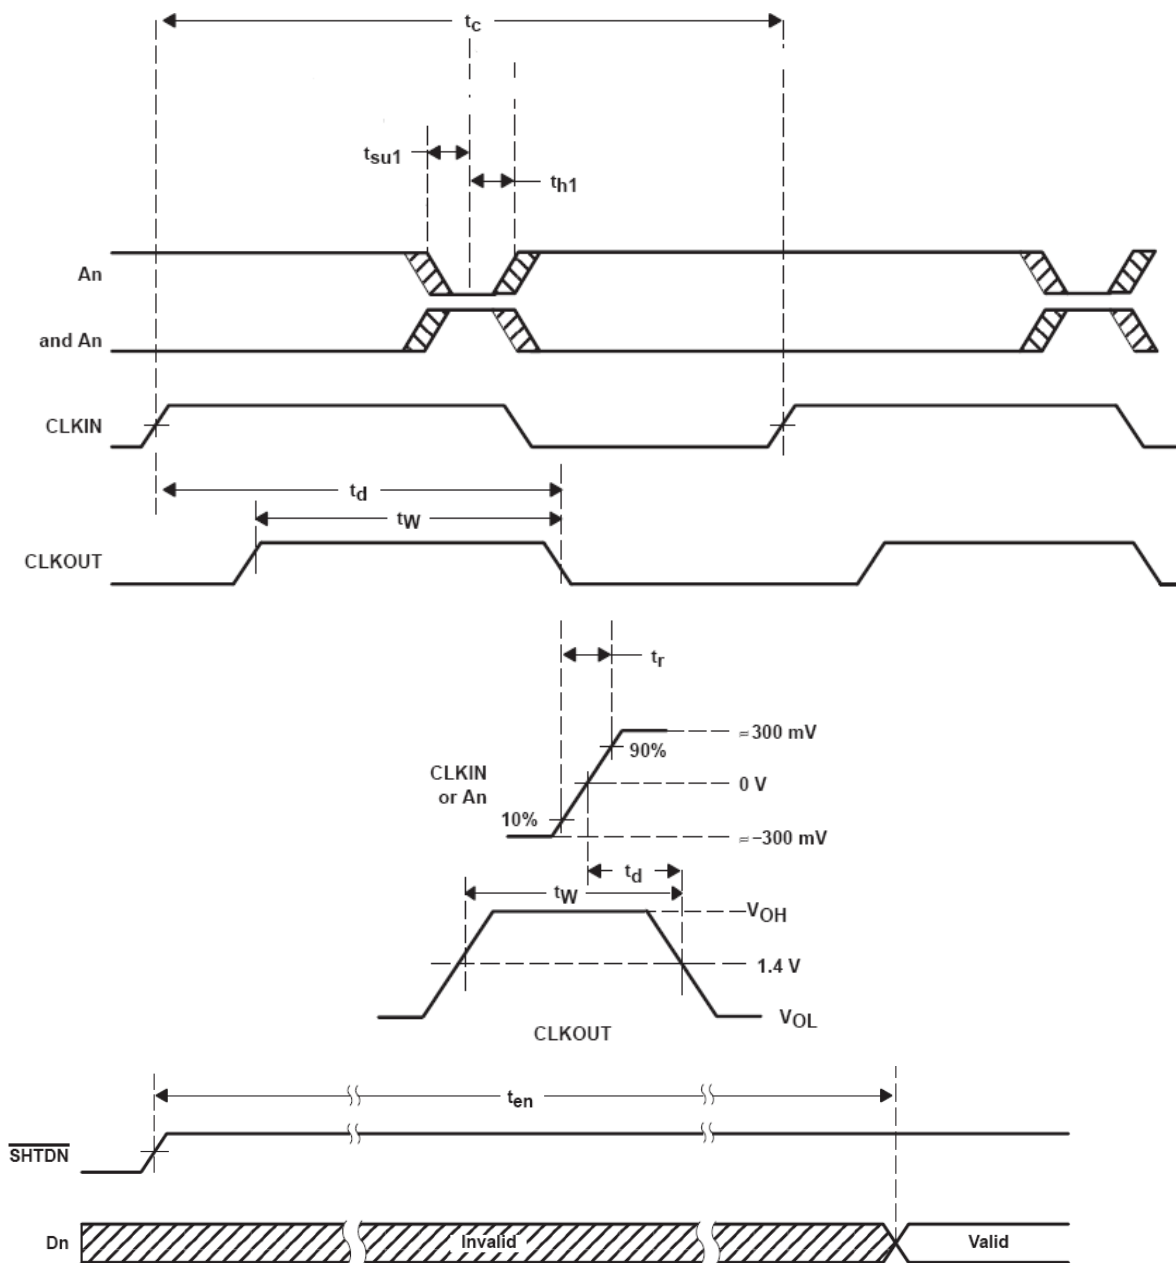 tc
tsu1
th1
An
and An
CLKIN
td
tW
CLKOUT
tr
≈300 mV
90%
CLKIN
or An
0 V
10%
≈−300 mV
td
tW
VOH
1.4 V
VOL
CLKOUT
ten
SHTDN
Dn
Invalid
Valid